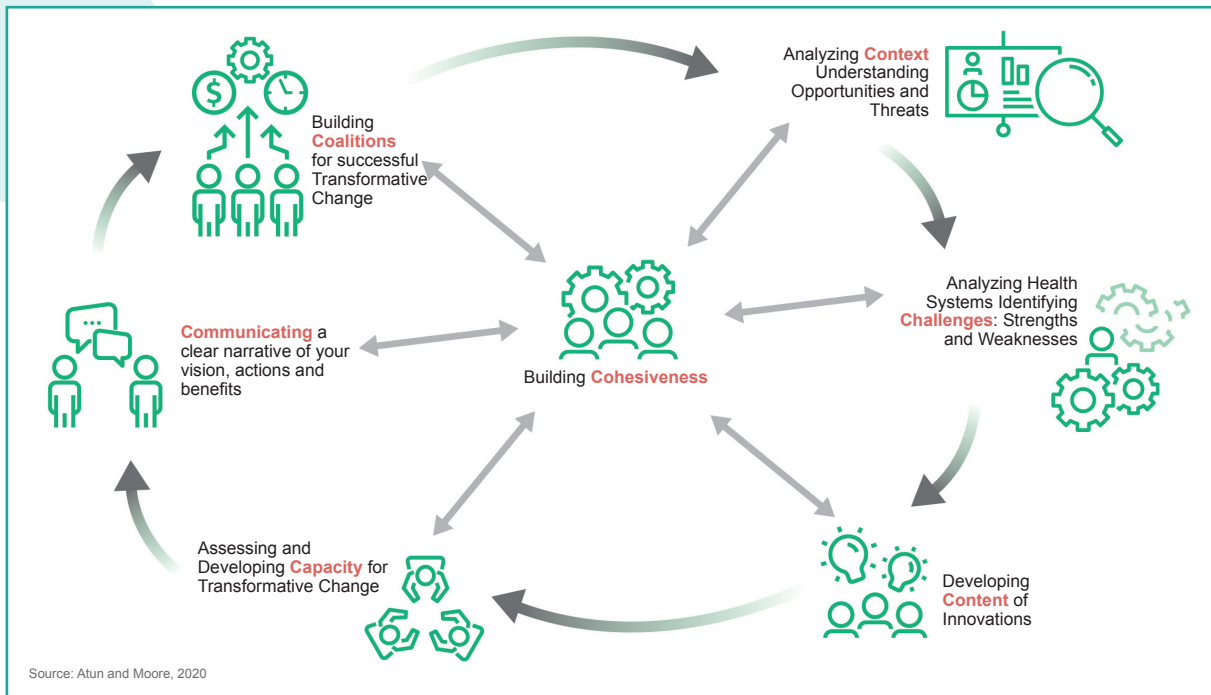 Building
Coalitions
for successful
Transformative
Change
Analyzing Context
Understanding
Opportunities and
Threats
Analyzing Health
Systems Identifying
Challenges: Strengths
and Weaknesses
Developing
Content of
Innovations
Assessing and
Developing Capacity for
Transformative Change
Communicating a
clear narrative of your
vision, actions and
benefits
Building Cohesiveness
$
...
Source: Atun and Moore, 2020